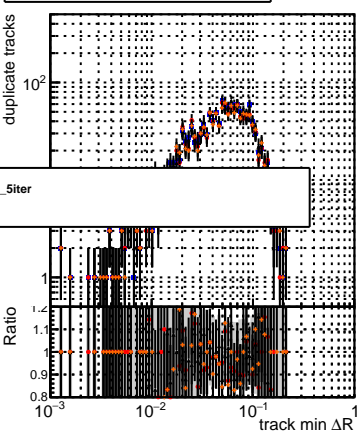 duplicate tracks
10²
_5iter
1
Ratio
1.2
1.1
1
0.9
0.8
10⁻³
10⁻²
10⁻¹
1
track min ΔR